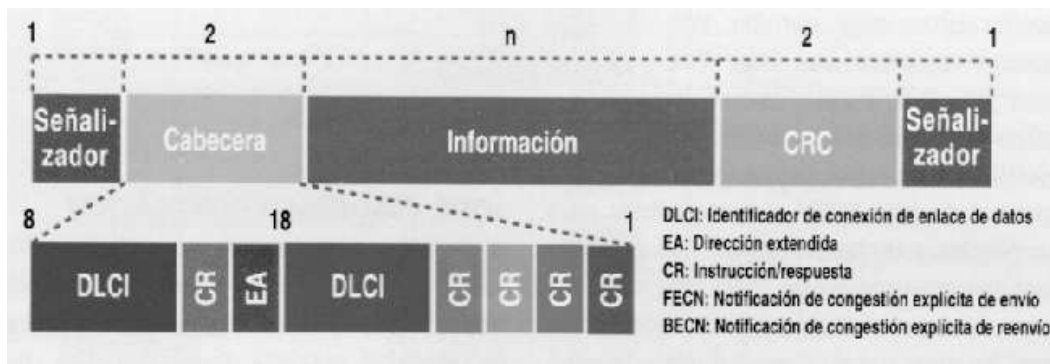 1 2 n 2 1
Señali-
zador
Cabecera
Información
CRC
Señali-
zador
8 18 1
DLCI CR EA DLCI CR CR CR CR
DLCI: Identificador de conexión de enlace de datos
EA: Dirección extendida
CR: Instrucción/respuesta
FECN: Notificación de congestión explícita de envío
BECN: Notificación de congestión explícita de reenvío